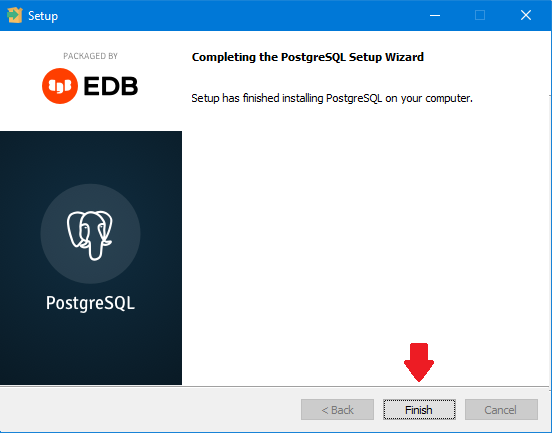 Setup
PACKAGED BY
EDB
Completing the PostgreSQL Setup Wizard
Setup has finished installing PostgreSQL on your computer.
PostgreSQL
< Back
Finish
Cancel